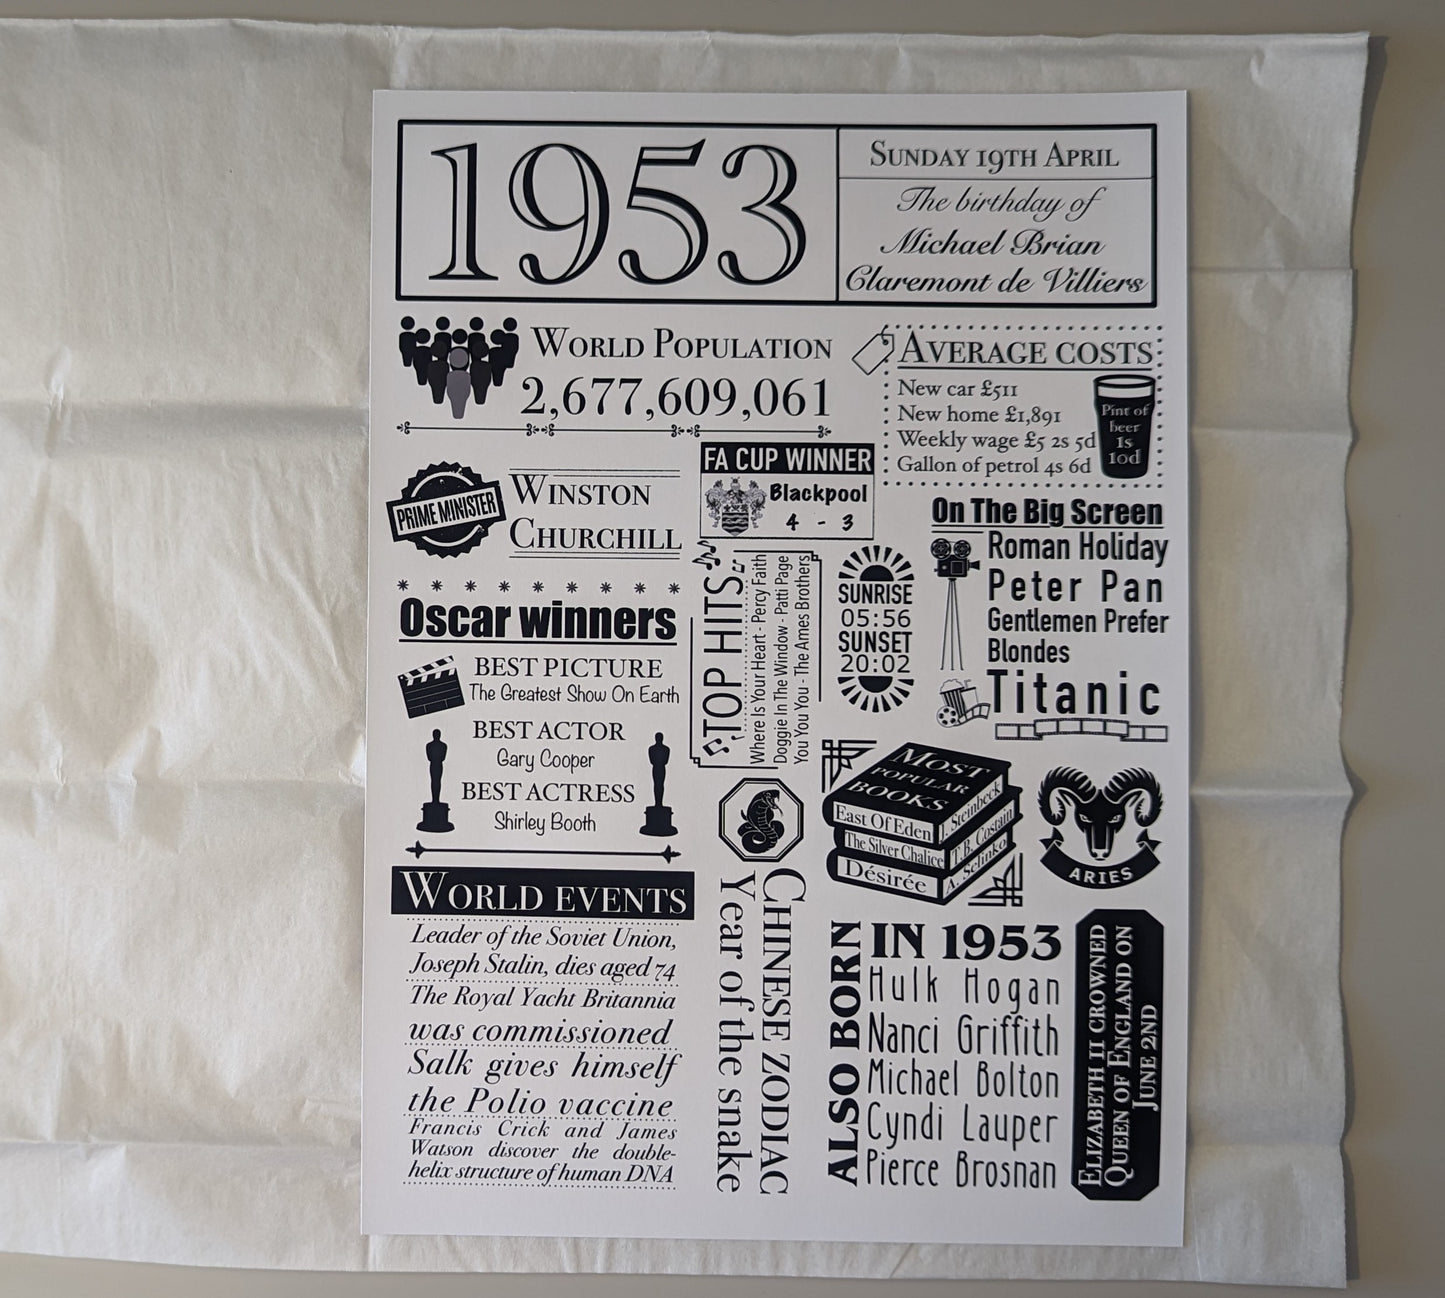 1953
SUNDAY 19TH APRIL
The birthday of
Michael Brian
Claremont de Villiers
WORLD POPULATION
2,677,609,061
AVERAGE COSTS
New car £511
New home £1,891
Weekly wage £5 2s 5d
Gallon of petrol 4s 6d
Pint of
beer
1s
10d
PRIME MINISTER
WINSTON
CHURCHILL
FA CUP WINNER
Blackpool
4 - 3
On The Big Screen
Roman Holiday
Peter Pan
Gentlemen Prefer
Blondes
Titanic
Oscar winners
BEST PICTURE
The Greatest Show On Earth
BEST ACTOR
Gary Cooper
BEST ACTRESS
Shirley Booth
TOP HITS
Where Is Your Heart - Percy Faith
Doggie In The Window - Patti Page
You You You - The Ames Brothers
SUNRISE
05:56
SUNSET
20:02
MOST
POPULAR
BOOKS
East Of Eden J. Steinbeck
The Silver Chalice T.B. Costain
Désirée A. Selinko
ARIES
WORLD EVENTS
Leader of the Soviet Union,
Joseph Stalin, dies aged 74
The Royal Yacht Britannia
was commissioned
Salk gives himself
the Polio vaccine
Francis Crick and James
Watson discover the double-
helix structure of human DNA
CHINESE ZODIAC
Year of the snake
ALSO BORN
IN 1953
Hulk Hogan
Nanci Griffith
Michael Bolton
Cyndi Lauper
Pierce Brosnan
ELIZABETH II CROWNED
QUEEN OF ENGLAND ON
JUNE 2ND